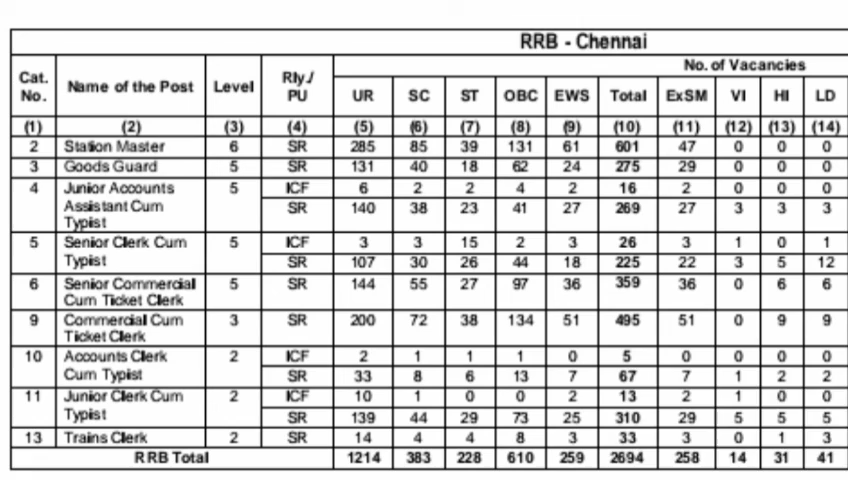 RRB - Chennai
Cat. No. Name of the Post Level Rly./ PU No. of Vacancies
UR SC ST OBC EWS Total ExSM VI HI LD
(1) (2) (3) (4) (5) (6) (7) (8) (9) (10) (11) (12) (13) (14)
2 Station Master 6 SR 285 85 39 131 61 601 47 0 0 0
3 Goods Guard 5 SR 131 40 18 62 24 275 29 0 0 0
4 Junior Accounts 5 ICF 6 2 2 4 2 16 2 0 0 0
Assistant Cum SR 140 38 23 41 27 269 27 3 3 3
Typist
5 Senior Clerk Cum 5 ICF 3 3 15 2 3 26 3 1 0 1
Typist SR 107 30 26 44 18 225 22 3 5 12
6 Senior Commercial 5 SR 144 55 27 97 36 359 36 0 6 6
Cum Ticket Clerk
9 Commercial Cum 3 SR 200 72 38 134 51 495 51 0 9 9
Ticket Clerk
10 Accounts Clerk 2 ICF 2 1 1 1 0 5 0 0 0 0
Cum Typist SR 33 8 6 13 7 67 7 1 2 2
11 Junior Clerk Cum 2 ICF 10 1 0 0 2 13 2 1 0 0
Typist SR 139 44 29 73 25 310 29 5 5 5
13 Trains Clerk 2 SR 14 4 4 8 3 33 3 0 1 3
RRB Total 1214 383 228 610 259 2694 258 14 31 41